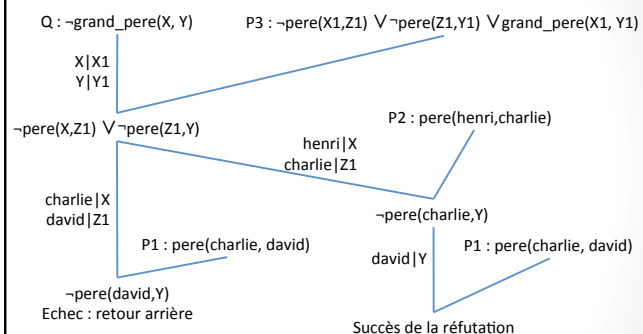 Q : ¬grand_pere(X, Y)
P3 : ¬pere(X1,Z1) ∨¬pere(Z1,Y1) ∨grand_pere(X1, Y1)
X|X1
Y|Y1
¬pere(X,Z1) ∨¬pere(Z1,Y)
P2 : pere(henri,charlie)
henri|X
charlie|Z1
charlie|X
david|Z1
¬pere(charlie,Y)
P1 : pere(charlie, david)
david|Y
P1 : pere(charlie, david)
¬pere(david,Y)
Echec : retour arrière
Succès de la réfutation